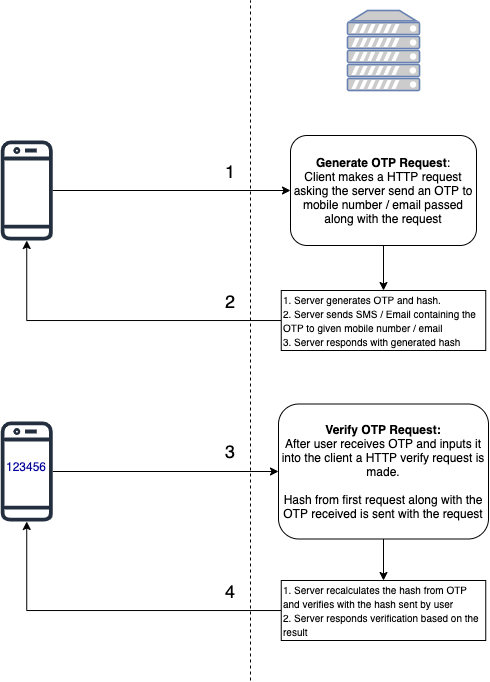 1
Generate OTP Request:
Client makes a HTTP request
asking the server send an OTP to
mobile number / email passed
along with the request
2
1. Server generates OTP and hash.
2. Server sends SMS / Email containing the
OTP to given mobile number / email
3. Server responds with generated hash
123456
3
Verify OTP Request:
After user receives OTP and inputs it
into the client a HTTP verify request is
made.
Hash from first request along with the
OTP received is sent with the request
4
1. Server recalculates the hash from OTP
and verifies with the hash sent by user
2. Server responds verification based on the
result